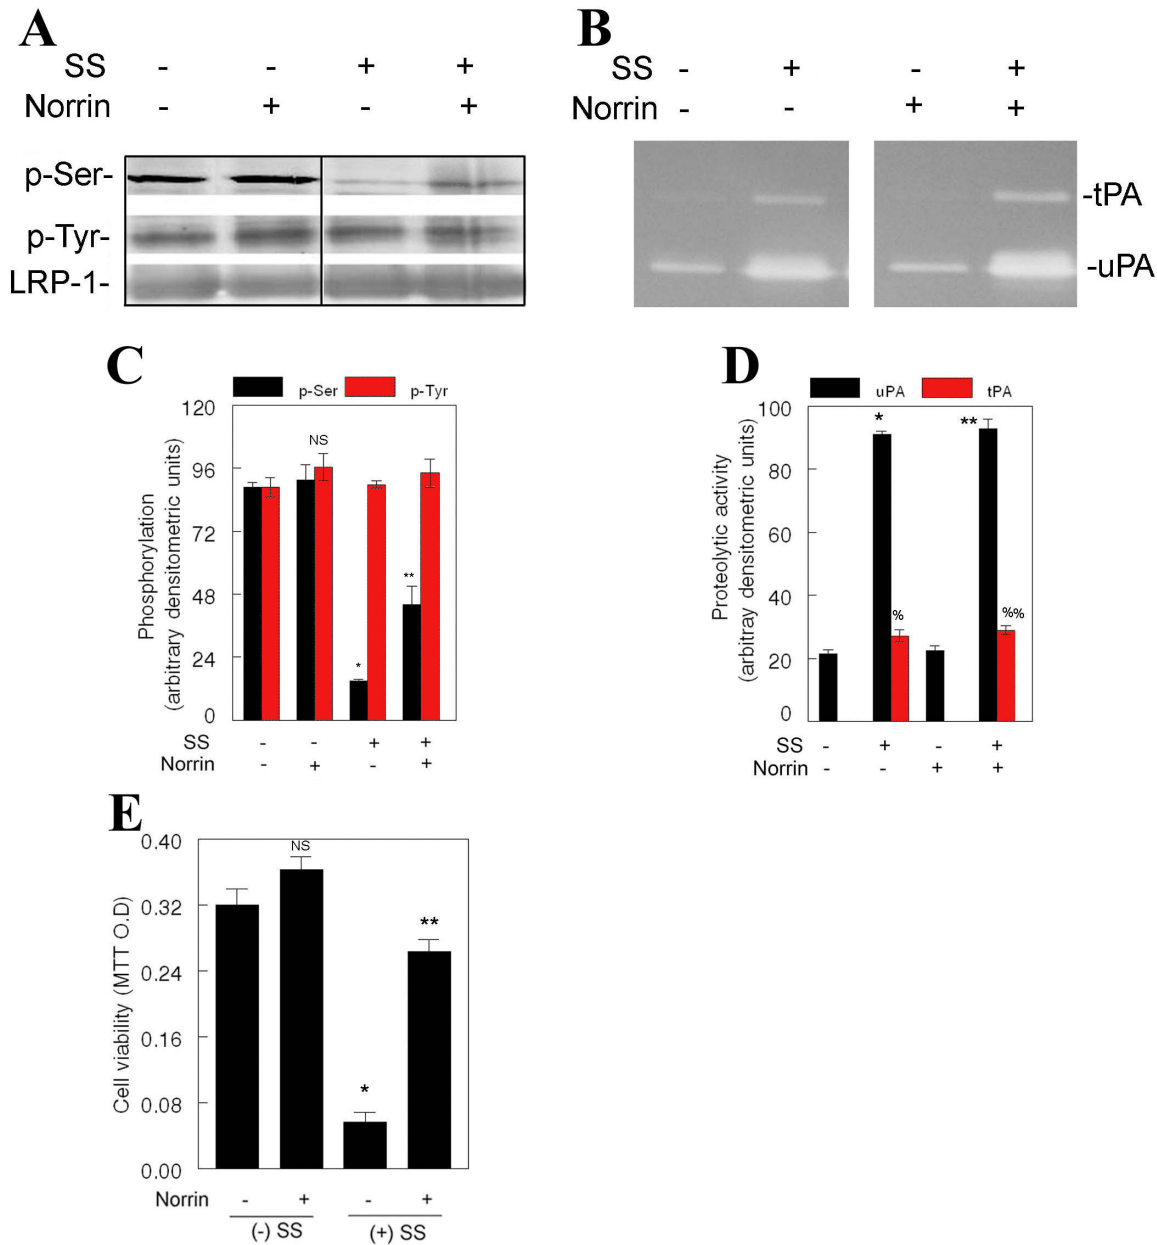 A
SS - - + +
Norrin - + - +
p-Ser-
p-Tyr-
LRP-1-
B
SS - + - +
Norrin - - + +
-tPA
-uPA
C
p-Ser p-Tyr
120
96
72
48
24
0
Phosphorylation
(arbitrary densitometric units)
NS
*
**
SS - - + +
Norrin - + - +
D
uPA tPA
100
80
60
40
20
0
Proteolytic activity
(arbitray densitometric units)
*
%
**
%%
SS - + - +
Norrin - - + +
E
0.40
0.32
0.24
0.16
0.08
0.00
Cell viability (MTT O.D)
NS
*
**
Norrin - + - +
(-) SS (+) SS